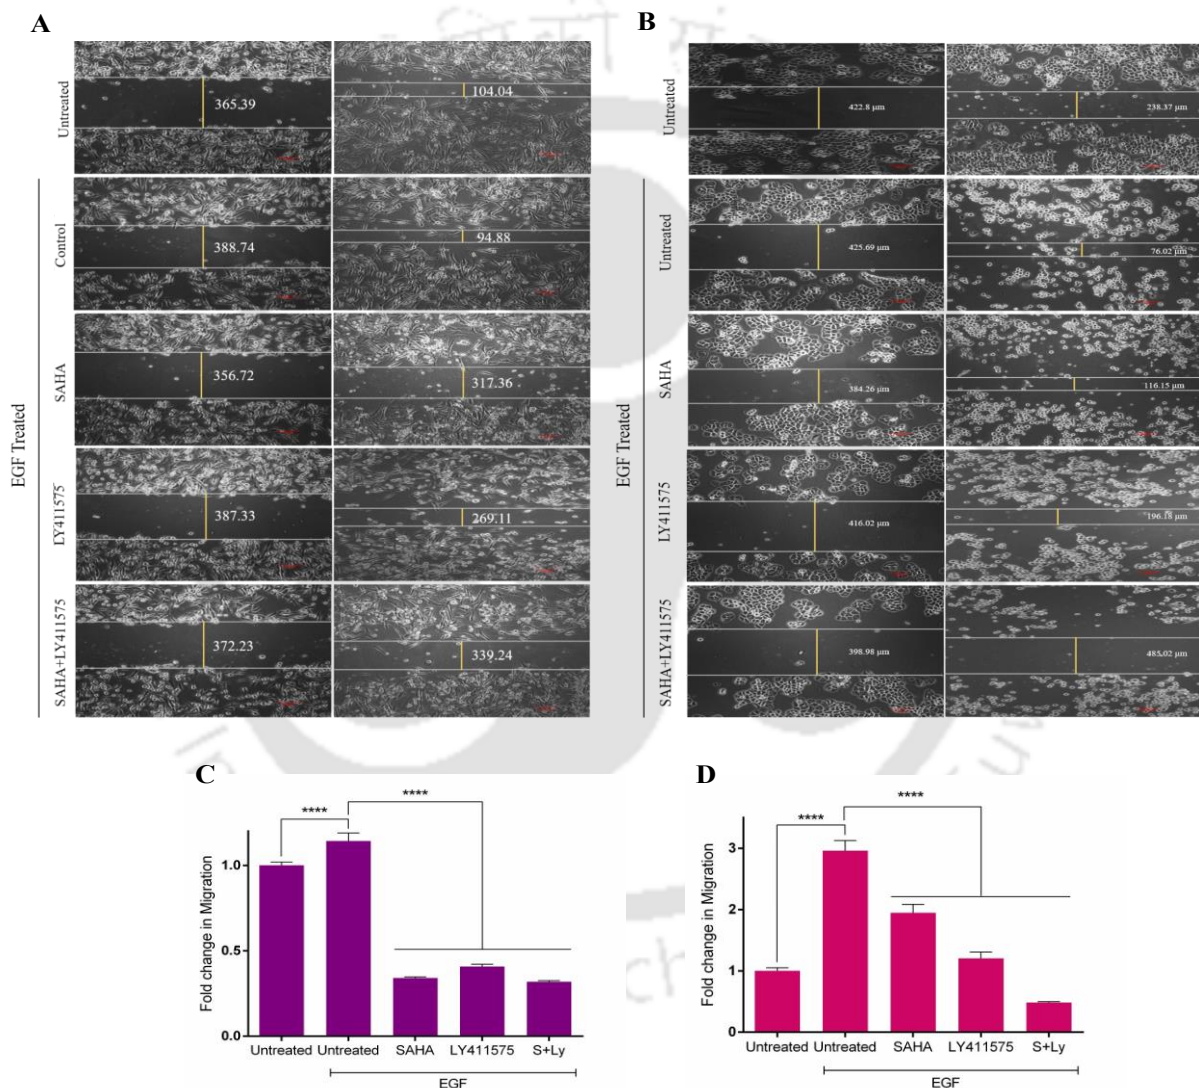 A
B
Untreated
365.39
104.04
Untreated
422.8 µm
238.37 µm
EGF Treated
Control
388.74
94.88
EGF Treated
Untreated
425.69 µm
76.02 µm
SAHA
356.72
317.36
SAHA
384.26 µm
116.15 µm
LY411575
387.33
269.11
LY411575
416.02 µm
196.18 µm
SAHA+LY411575
372.23
339.24
SAHA+LY411575
398.98 µm
485.02 µm
C
D
****
****
****
****
Fold change in Migration
1.0
0.5
0.0
Untreated Untreated SAHA LY411575 S+Ly
EGF
Fold change in Migration
3
2
1
0
Untreated Untreated SAHA LY411575 S+Ly
EGF